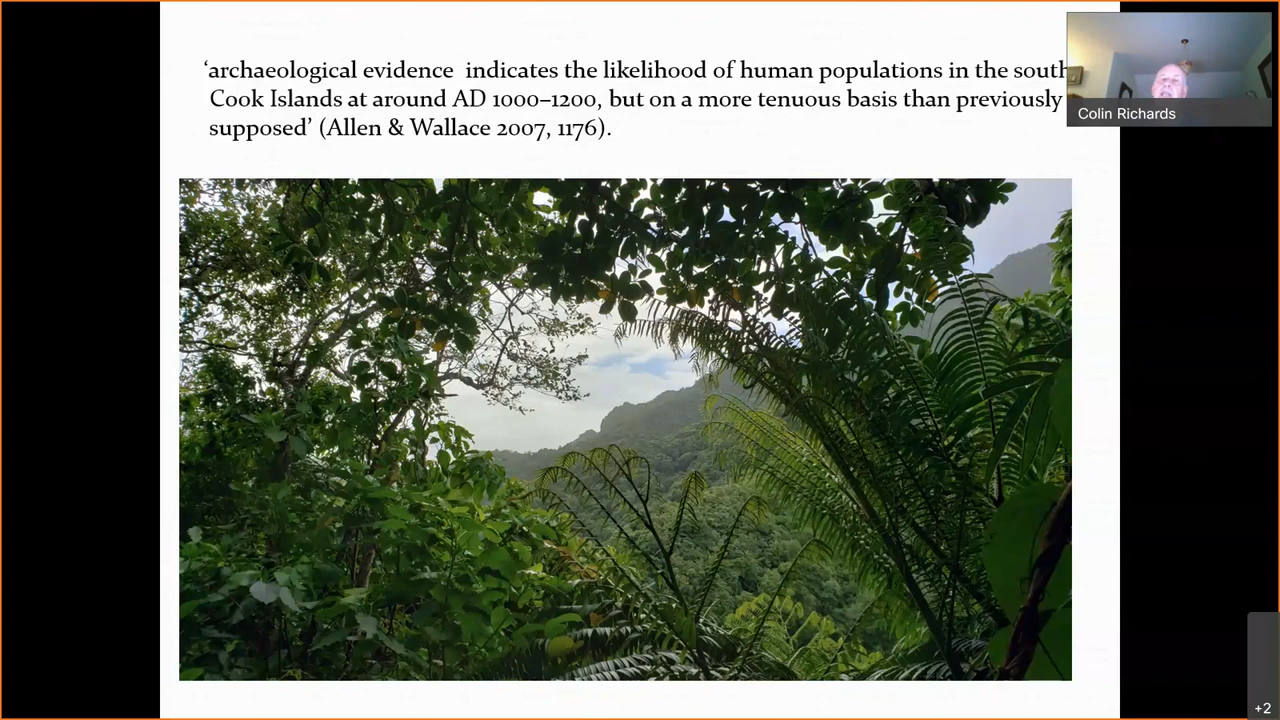 ‘archaeological evidence indicates the likelihood of human populations in the south
Cook Islands at around AD 1000–1200, but on a more tenuous basis than previously
supposed’ (Allen & Wallace 2007, 1176).
Colin Richards
+2